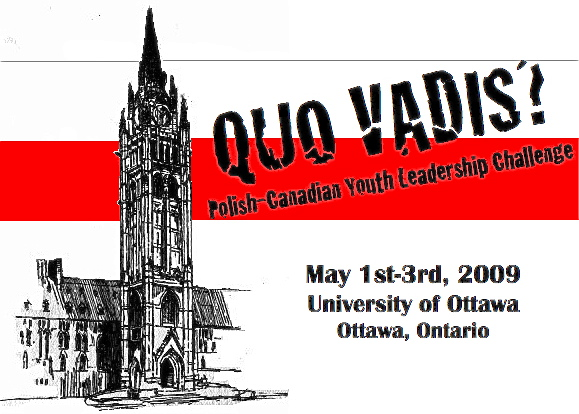 QUO VADIS?
Polish-Canadian Youth Leadership Challenge
May 1st-3rd, 2009
University of Ottawa
Ottawa, Ontario